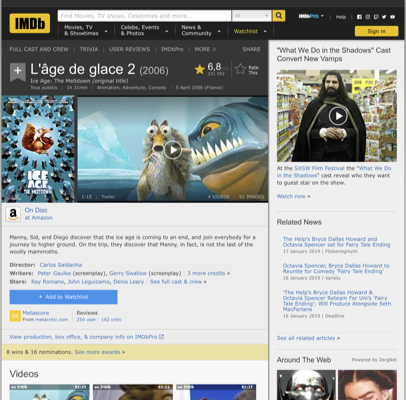 IMDb
Find Movies, TV shows, Celebrities and more...
All
IMDbPro
Help
Movies, TV & Showtimes
Celebs, Events & Photos
News & Community
Watchlist
Sign in
FULL CAST AND CREW | TRIVIA | USER REVIEWS | IMDbPro | MORE
SHARE
L'âge de glace 2 (2006)
Ice Age: The Meltdown (original title)
Tous publics | 1h 31min | Animation, Adventure, Comedy | 5 April 2006 (France)
6,8
Rate This
ICE AGE
THE MELTDOWN
1:15 | Trailer
4 VIDEOS | 61 IMAGES
On Disc
at Amazon
Manny, Sid, and Diego discover that the ice age is coming to an end, and join everybody for a
journey to higher ground. On the trip, they discover that Manny, in fact, is not the last of the
woolly mammoths.
Director: Carlos Saldanha
Writers: Peter Gaulke (screenplay), Gerry Swallow (screenplay) | 3 more credits »
Stars: Ray Romano, John Leguizamo, Denis Leary | See full cast & crew »
+ Add to Watchlist
Metascore
From metacritic.com
Reviews
254 user | 162 critic
View production, box office, & company info on IMDbPro
8 wins & 16 nominations. See more awards »
Videos
"What We Do in the Shadows" Cast
Convert New Vamps
At the SXSW Film Festival the "What We Do
in the Shadows" cast reveal who they want
to guest star on the show.
Watch now »
Related News
The Help's Bryce Dallas Howard and
Octavia Spencer set for Fairy Tale
Ending'
17 January 2019 | Flickeringmyth
Octavia Spencer, Bryce Dallas Howard to
Reunite for Comedy 'Fairy Tale Ending'
16 January 2019 | Variety
'The Help's Bryce Dallas Howard &
Octavia Spencer Reteam For Uni's 'Fairy
Tale Ending'; Will Produce Alongside Seth
MacFarlane
16 January 2019 | Deadline
See all related articles »
Around The Web
Powered by ZergNet